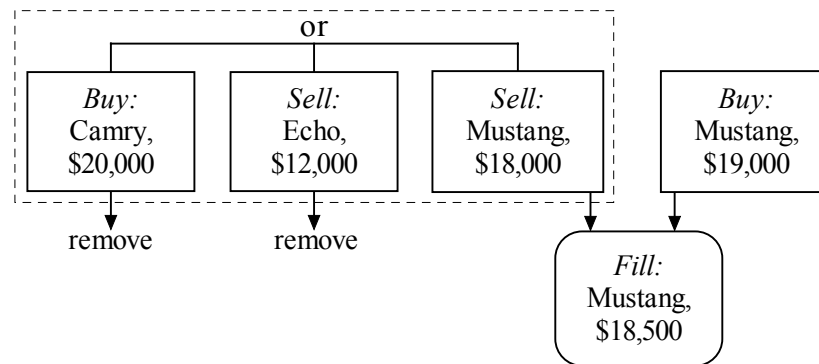 or
Buy:
Camry,
$20,000
Sell:
Echo,
$12,000
Sell:
Mustang,
$18,000
Buy:
Mustang,
$19,000
remove
remove
Fill:
Mustang,
$18,500